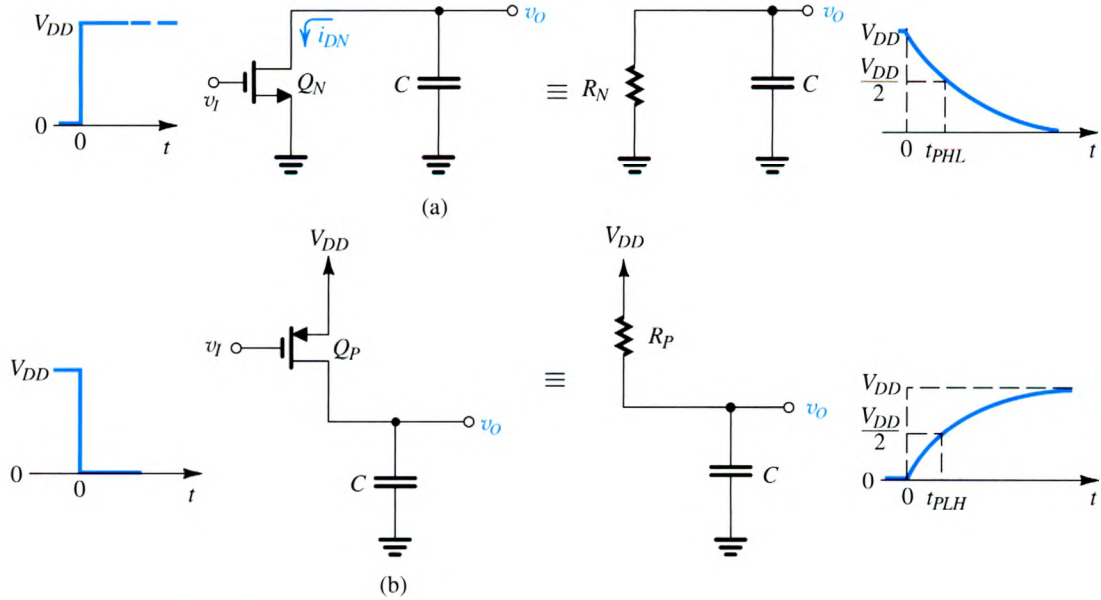 V_DD
0
0
t
v_I
i_DN
Q_N
C
v_O
≡
R_N
C
v_O
V_DD
V_DD
2
0
t_PHL
t
(a)
V_DD
0
0
t
V_DD
v_I
Q_P
C
v_O
≡
V_DD
R_P
C
v_O
V_DD
V_DD
2
0
0
t_PLH
t
(b)